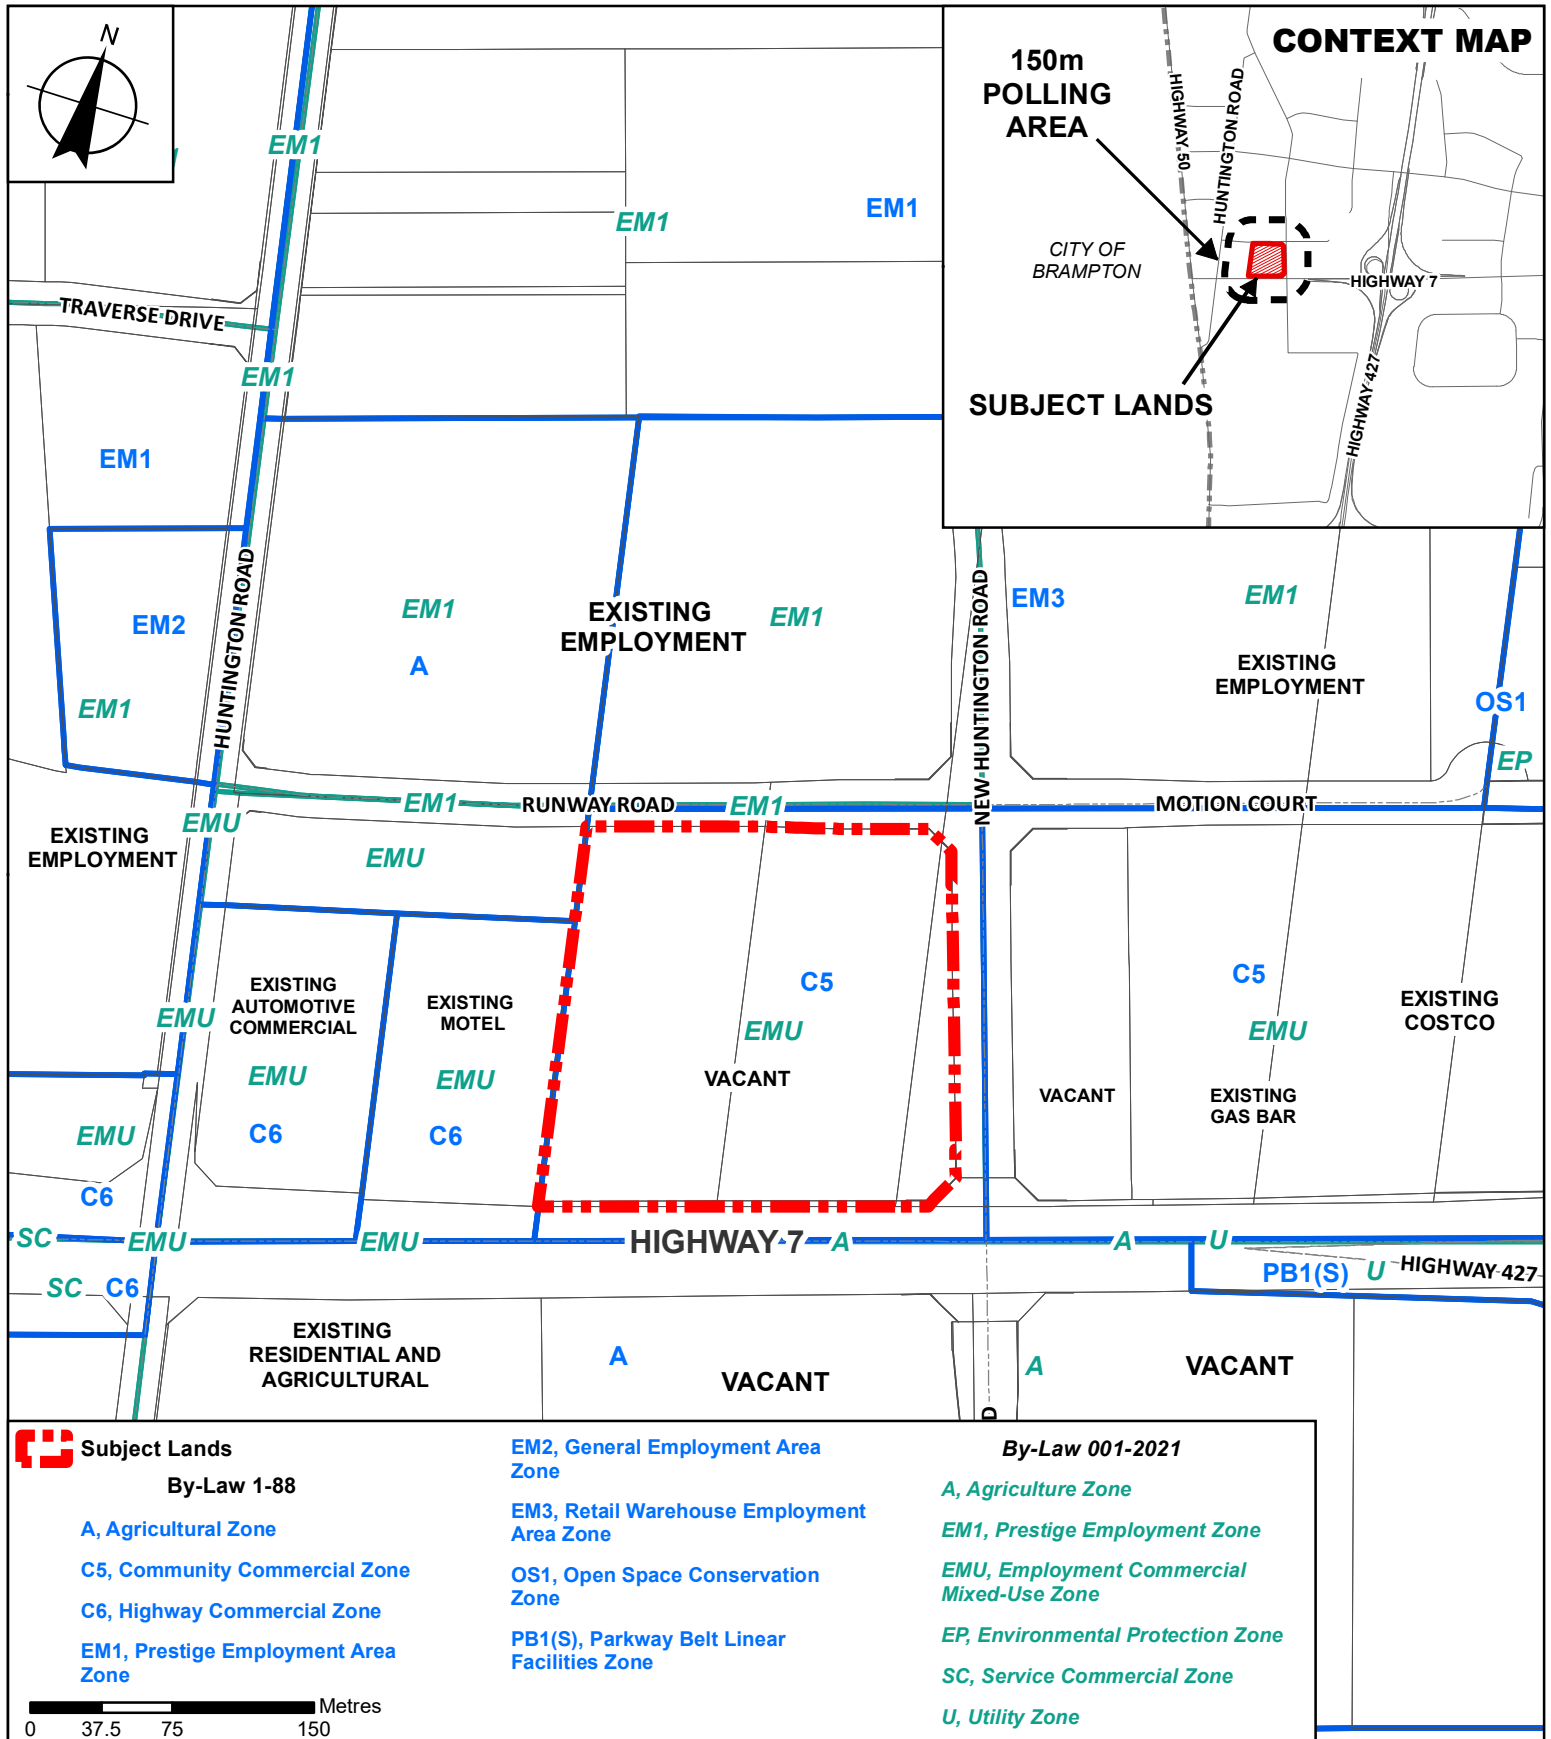 N
CONTEXT MAP
150m
POLLING
AREA
HIGHWAY 50
HUNTINGTON ROAD
CITY OF
BRAMPTON
HIGHWAY 7
HIGHWAY 427
SUBJECT LANDS
EM1
EM1
EM1
TRAVERSE DRIVE
EM1
EM1
EM2
EM1
HUNTINGTON ROAD
EM1
A
EXISTING
EMPLOYMENT
EM1
NEW HUNTINGTON ROAD
EM3
EM1
EXISTING
EMPLOYMENT
OS1
EP
EM1
RUNWAY ROAD
EM1
MOTION COURT
EMU
EXISTING
EMPLOYMENT
EMU
EXISTING
AUTOMOTIVE
COMMERCIAL
EXISTING
MOTEL
C5
C5
EXISTING
COSTCO
EMU
EMU
EMU
EMU
EMU
VACANT
VACANT
EXISTING
GAS BAR
EMU
C6
C6
C6
SC
EMU
EMU
HIGHWAY 7
A
A
U
SC
C6
PB1(S)
U
HIGHWAY 427
EXISTING
RESIDENTIAL AND
AGRICULTURAL
A
VACANT
A
VACANT
D
Subject Lands
By-Law 1-88
A, Agricultural Zone
C5, Community Commercial Zone
C6, Highway Commercial Zone
EM1, Prestige Employment Area
Zone
EM2, General Employment Area
Zone
EM3, Retail Warehouse Employment
Area Zone
OS1, Open Space Conservation
Zone
PB1(S), Parkway Belt Linear
Facilities Zone
By-Law 001-2021
A, Agriculture Zone
EM1, Prestige Employment Zone
EMU, Employment Commercial
Mixed-Use Zone
EP, Environmental Protection Zone
SC, Service Commercial Zone
U, Utility Zone
Metres
0 37.5 75 150